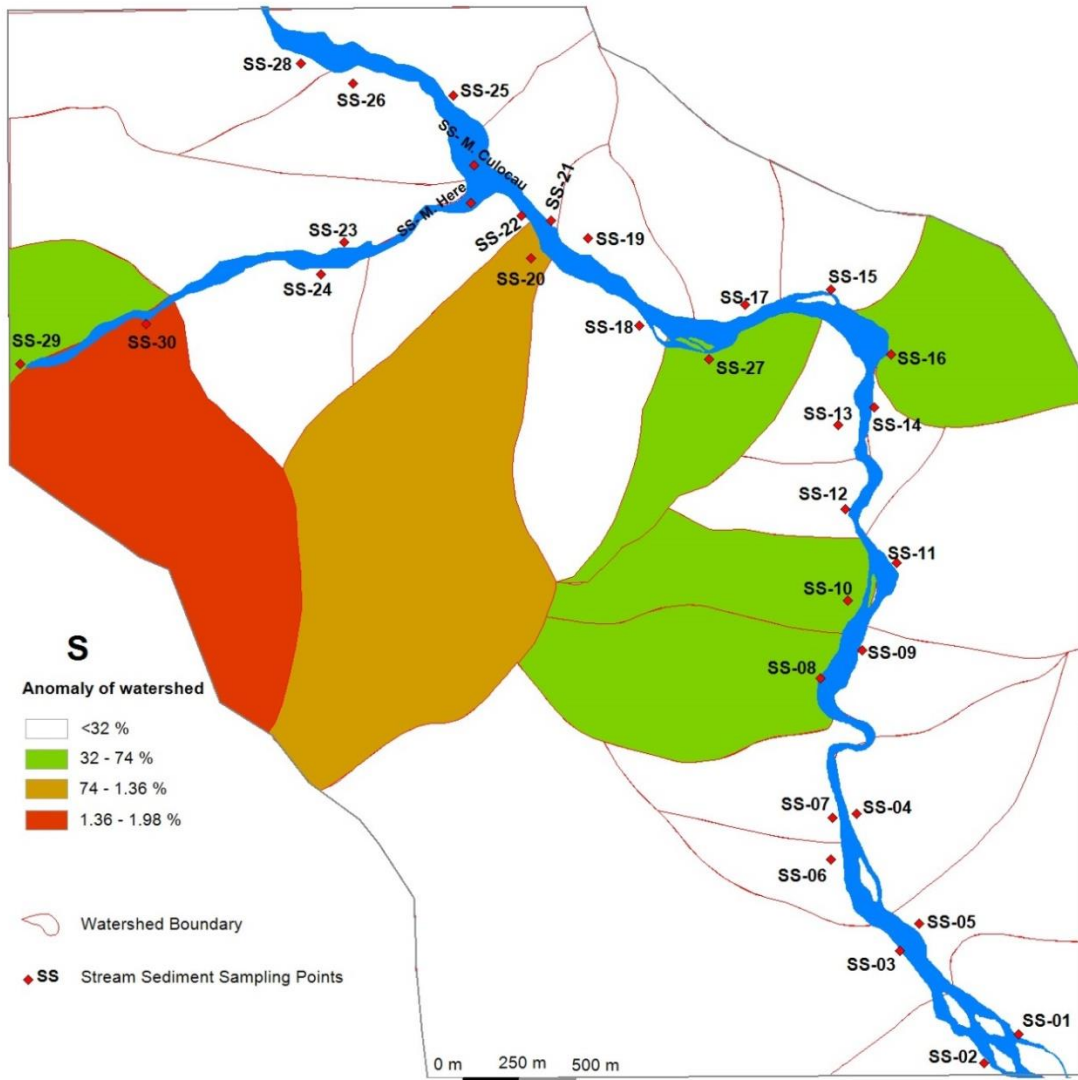 SS-28
SS-26
SS-25
SS- M. Culocau
SS- M. Here
SS-21
SS-22
SS-23
SS-24
SS-19
SS-20
SS-15
SS-17
SS-18
SS-16
SS-27
SS-29
SS-30
SS-14
SS-13
SS-12
SS-11
SS-10
SS-09
SS-08
S
Anomaly of watershed
<32 %
32 - 74 %
74 - 1.36 %
1.36 - 1.98 %
SS-07
SS-04
SS-06
SS-05
SS-03
Watershed Boundary
SS Stream Sediment Sampling Points
SS-01
SS-02
0 m 250 m 500 m